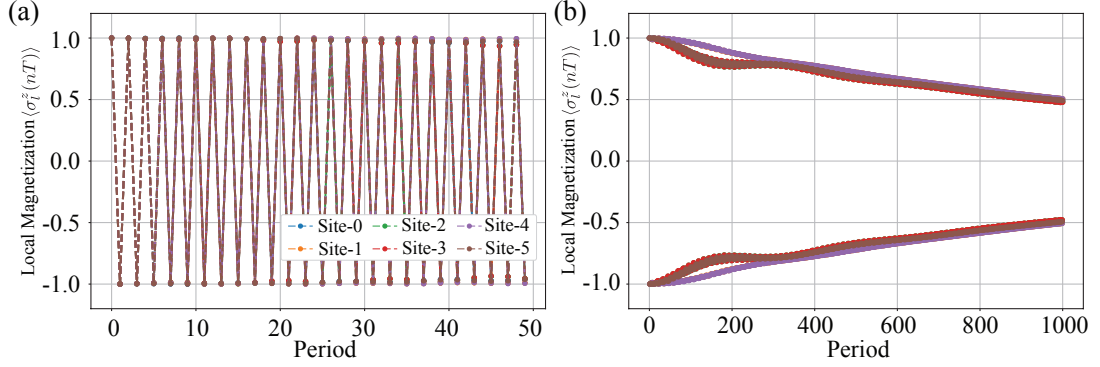 (a)
Local Magnetization ⟨σ_l^z(nT)⟩
1.0
0.5
0.0
-0.5
-1.0
Site-0 Site-2 Site-4
Site-1 Site-3 Site-5
0 10 20 30 40 50
Period
(b)
Local Magnetization ⟨σ_l^z(nT)⟩
1.0
0.5
0.0
-0.5
-1.0
0 200 400 600 800 1000
Period